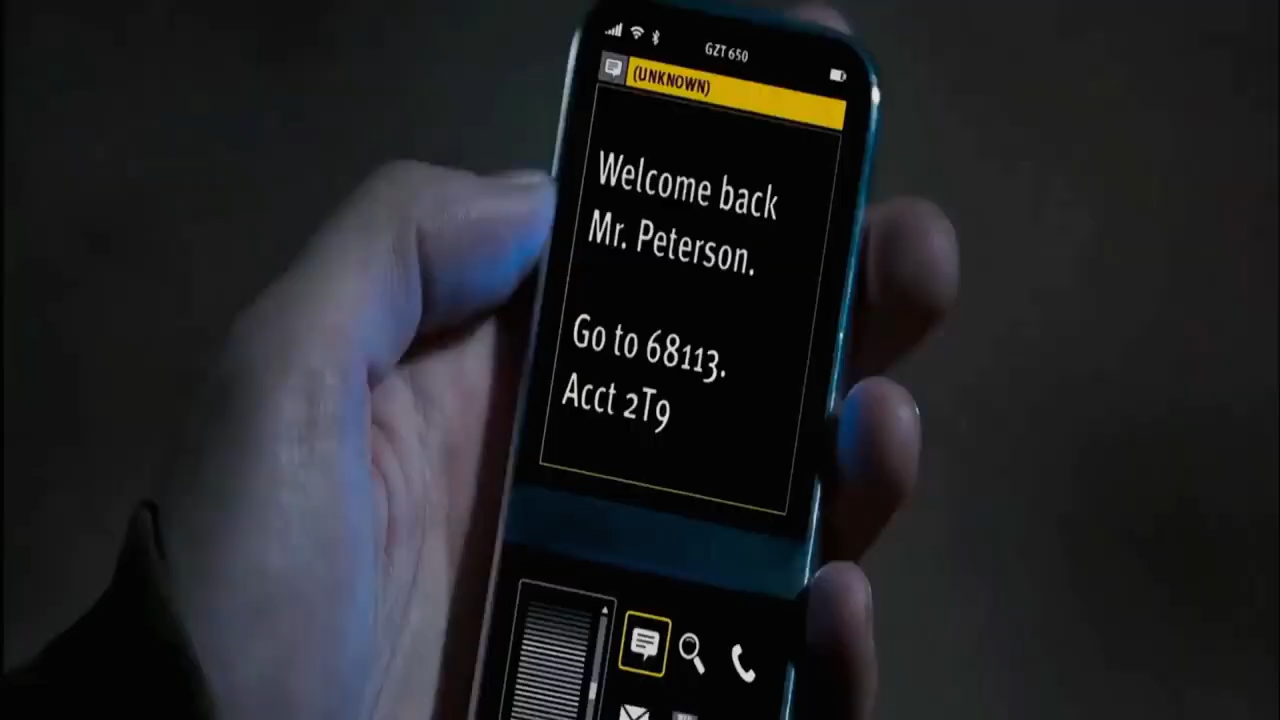 GZT 650
(UNKNOWN)
Welcome back
Mr. Peterson.
Go to 68113.
Acct 2T9